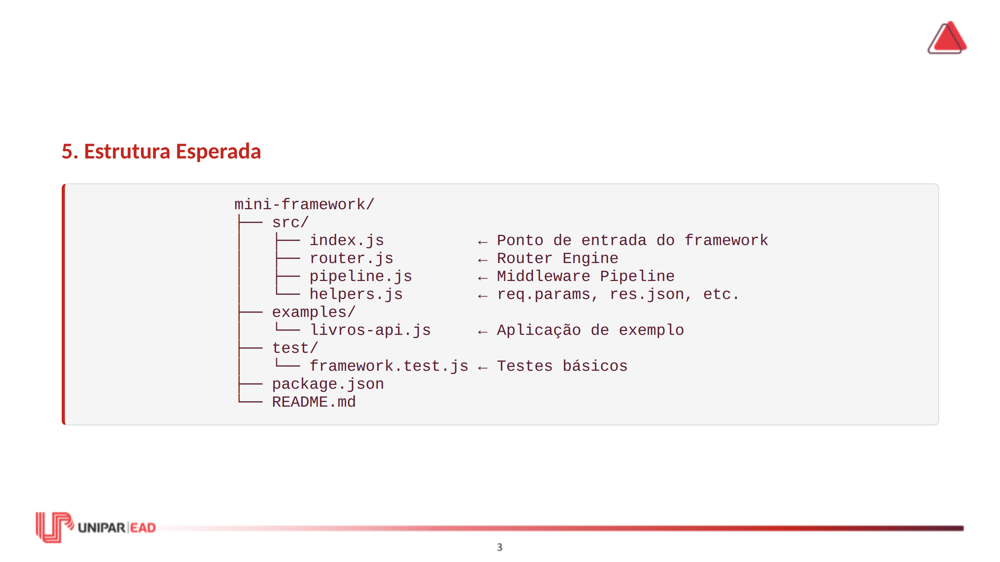 5. Estrutura Esperada
mini-framework/
├── src/
│   ├── index.js          ← Ponto de entrada do framework
│   ├── router.js         ← Router Engine
│   ├── pipeline.js       ← Middleware Pipeline
│   └── helpers.js        ← req.params, res.json, etc.
├── examples/
│   └── livros-api.js     ← Aplicação de exemplo
├── test/
│   └── framework.test.js ← Testes básicos
├── package.json
└── README.md
UNIPAR|EAD
3